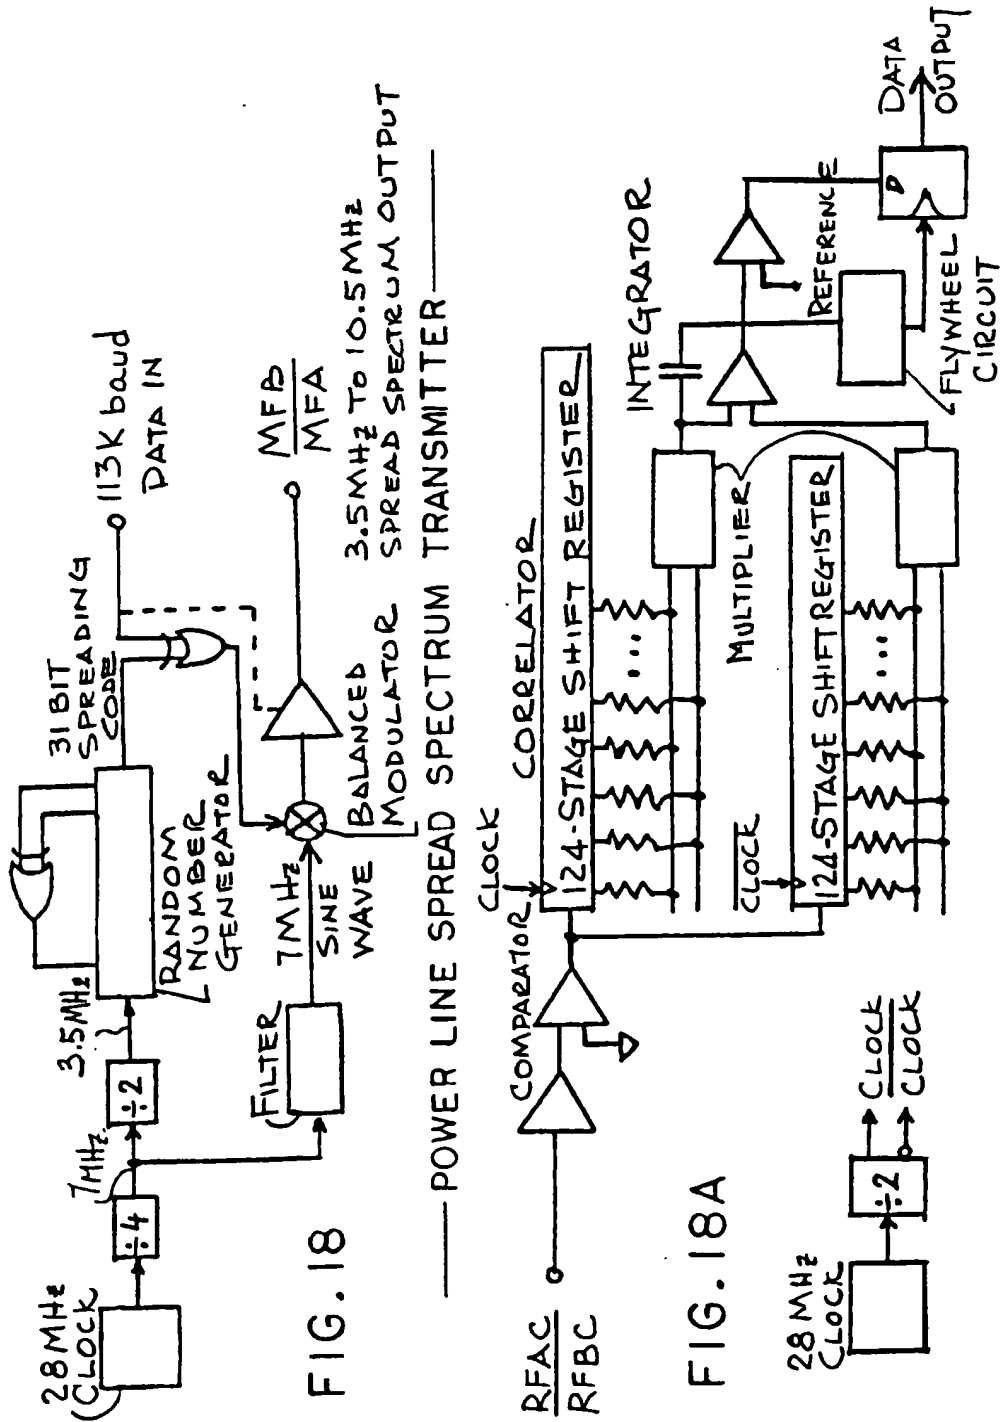 28MHz
CLOCK
÷4
7MHz
÷2
3.5MHz
RANDOM
NUMBER
GENERATOR
31 BIT
SPREADING
CODE
113K baud
DATA IN
FILTER
7MHz
SINE
WAVE
BALANCED
MODULATOR
MFB
MFA
3.5MHz TO 10.5MHz
SPREAD SPECTRUM OUTPUT
FIG. 18
POWER LINE SPREAD SPECTRUM TRANSMITTER
RFAC
RFBC
COMPARATOR
CLOCK
CORRELATOR
124-STAGE SHIFT REGISTER
...
INTEGRATOR
MULTIPLIER
CLOCK
124-STAGE SHIFT REGISTER
...
REFERENCE
FLYWHEEL
CIRCUIT
D
DATA
OUTPUT
FIG. 18A
28MHz
CLOCK
÷2
CLOCK
CLOCK